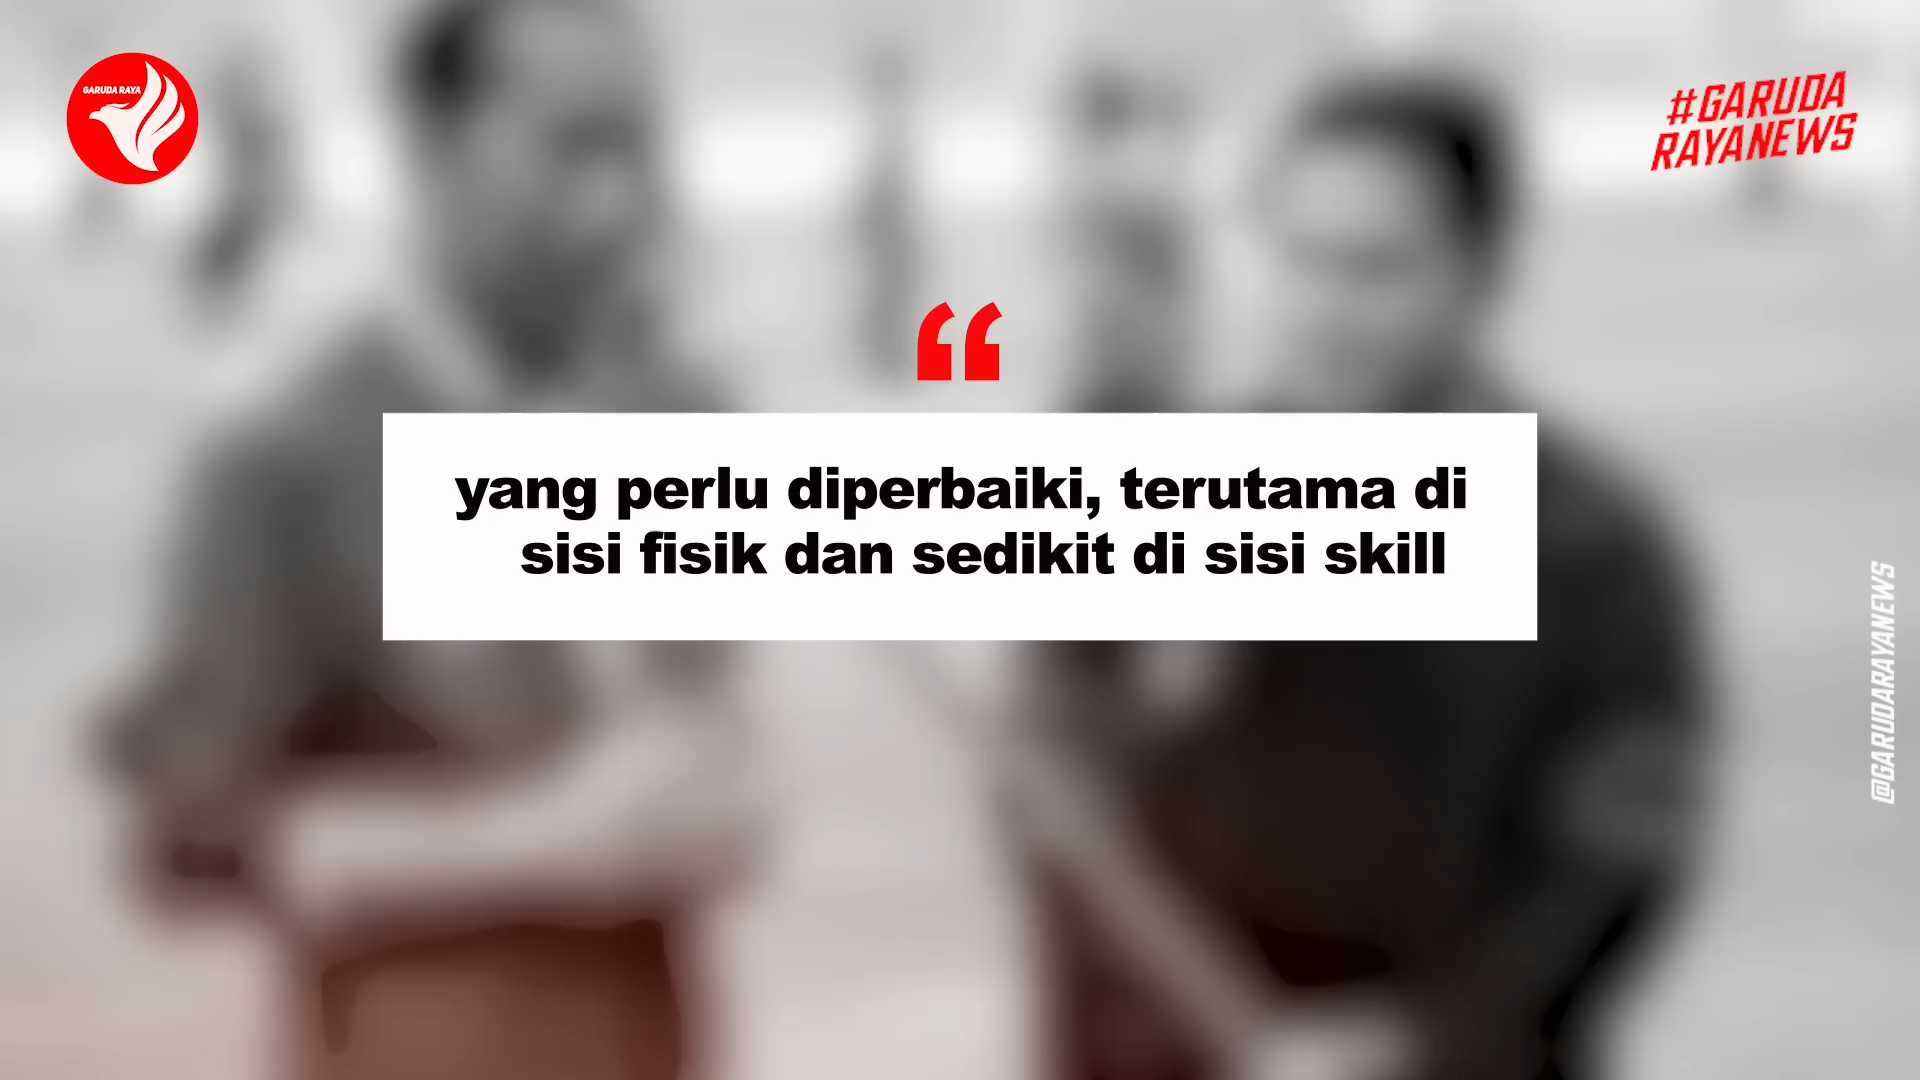 GARUDA RAYA
#GARUDA
RAYANEWS
“
yang perlu diperbaiki, terutama di
sisi fisik dan sedikit di sisi skill
@GARUDARAYANEWS